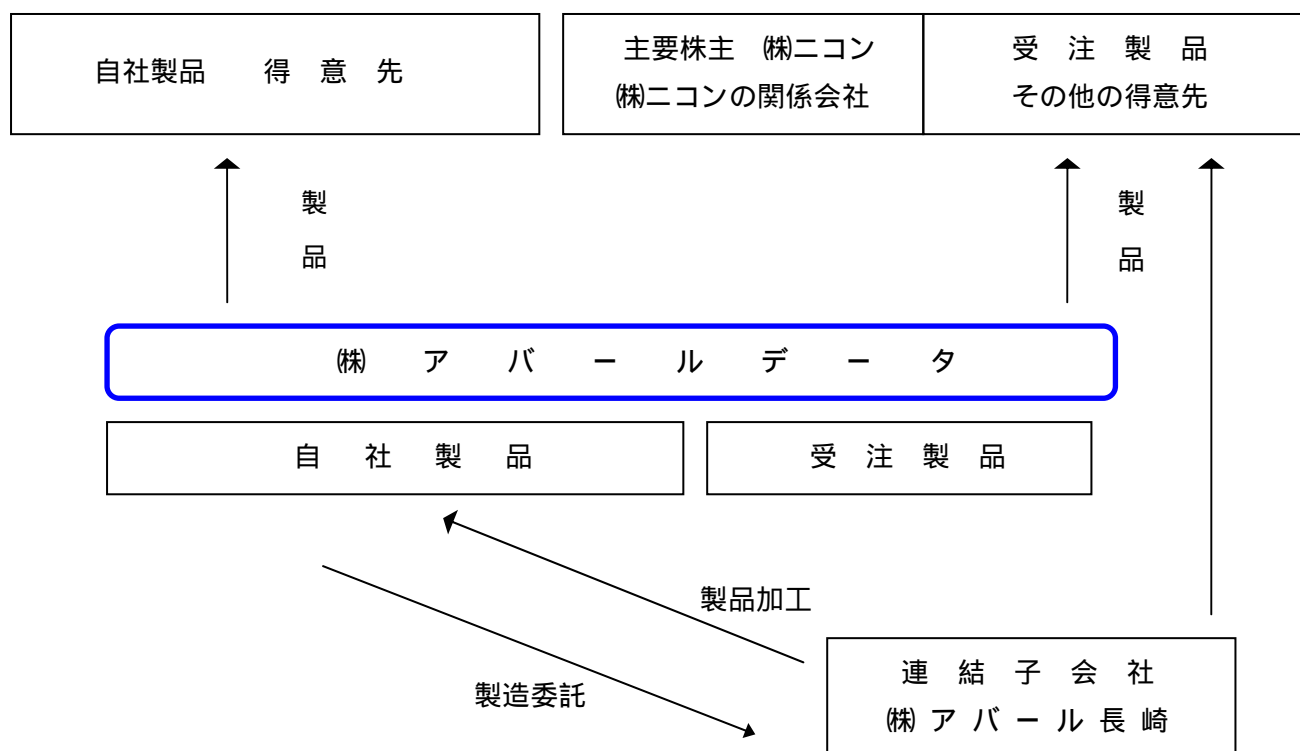 自社製品　得意先
主要株主　㈱ニコン
㈱ニコンの関係会社
受注製品
その他の得意先
製品
製品
㈱アバールデータ
自社製品
受注製品
製品加工
製造委託
連結子会社
㈱アバール長崎